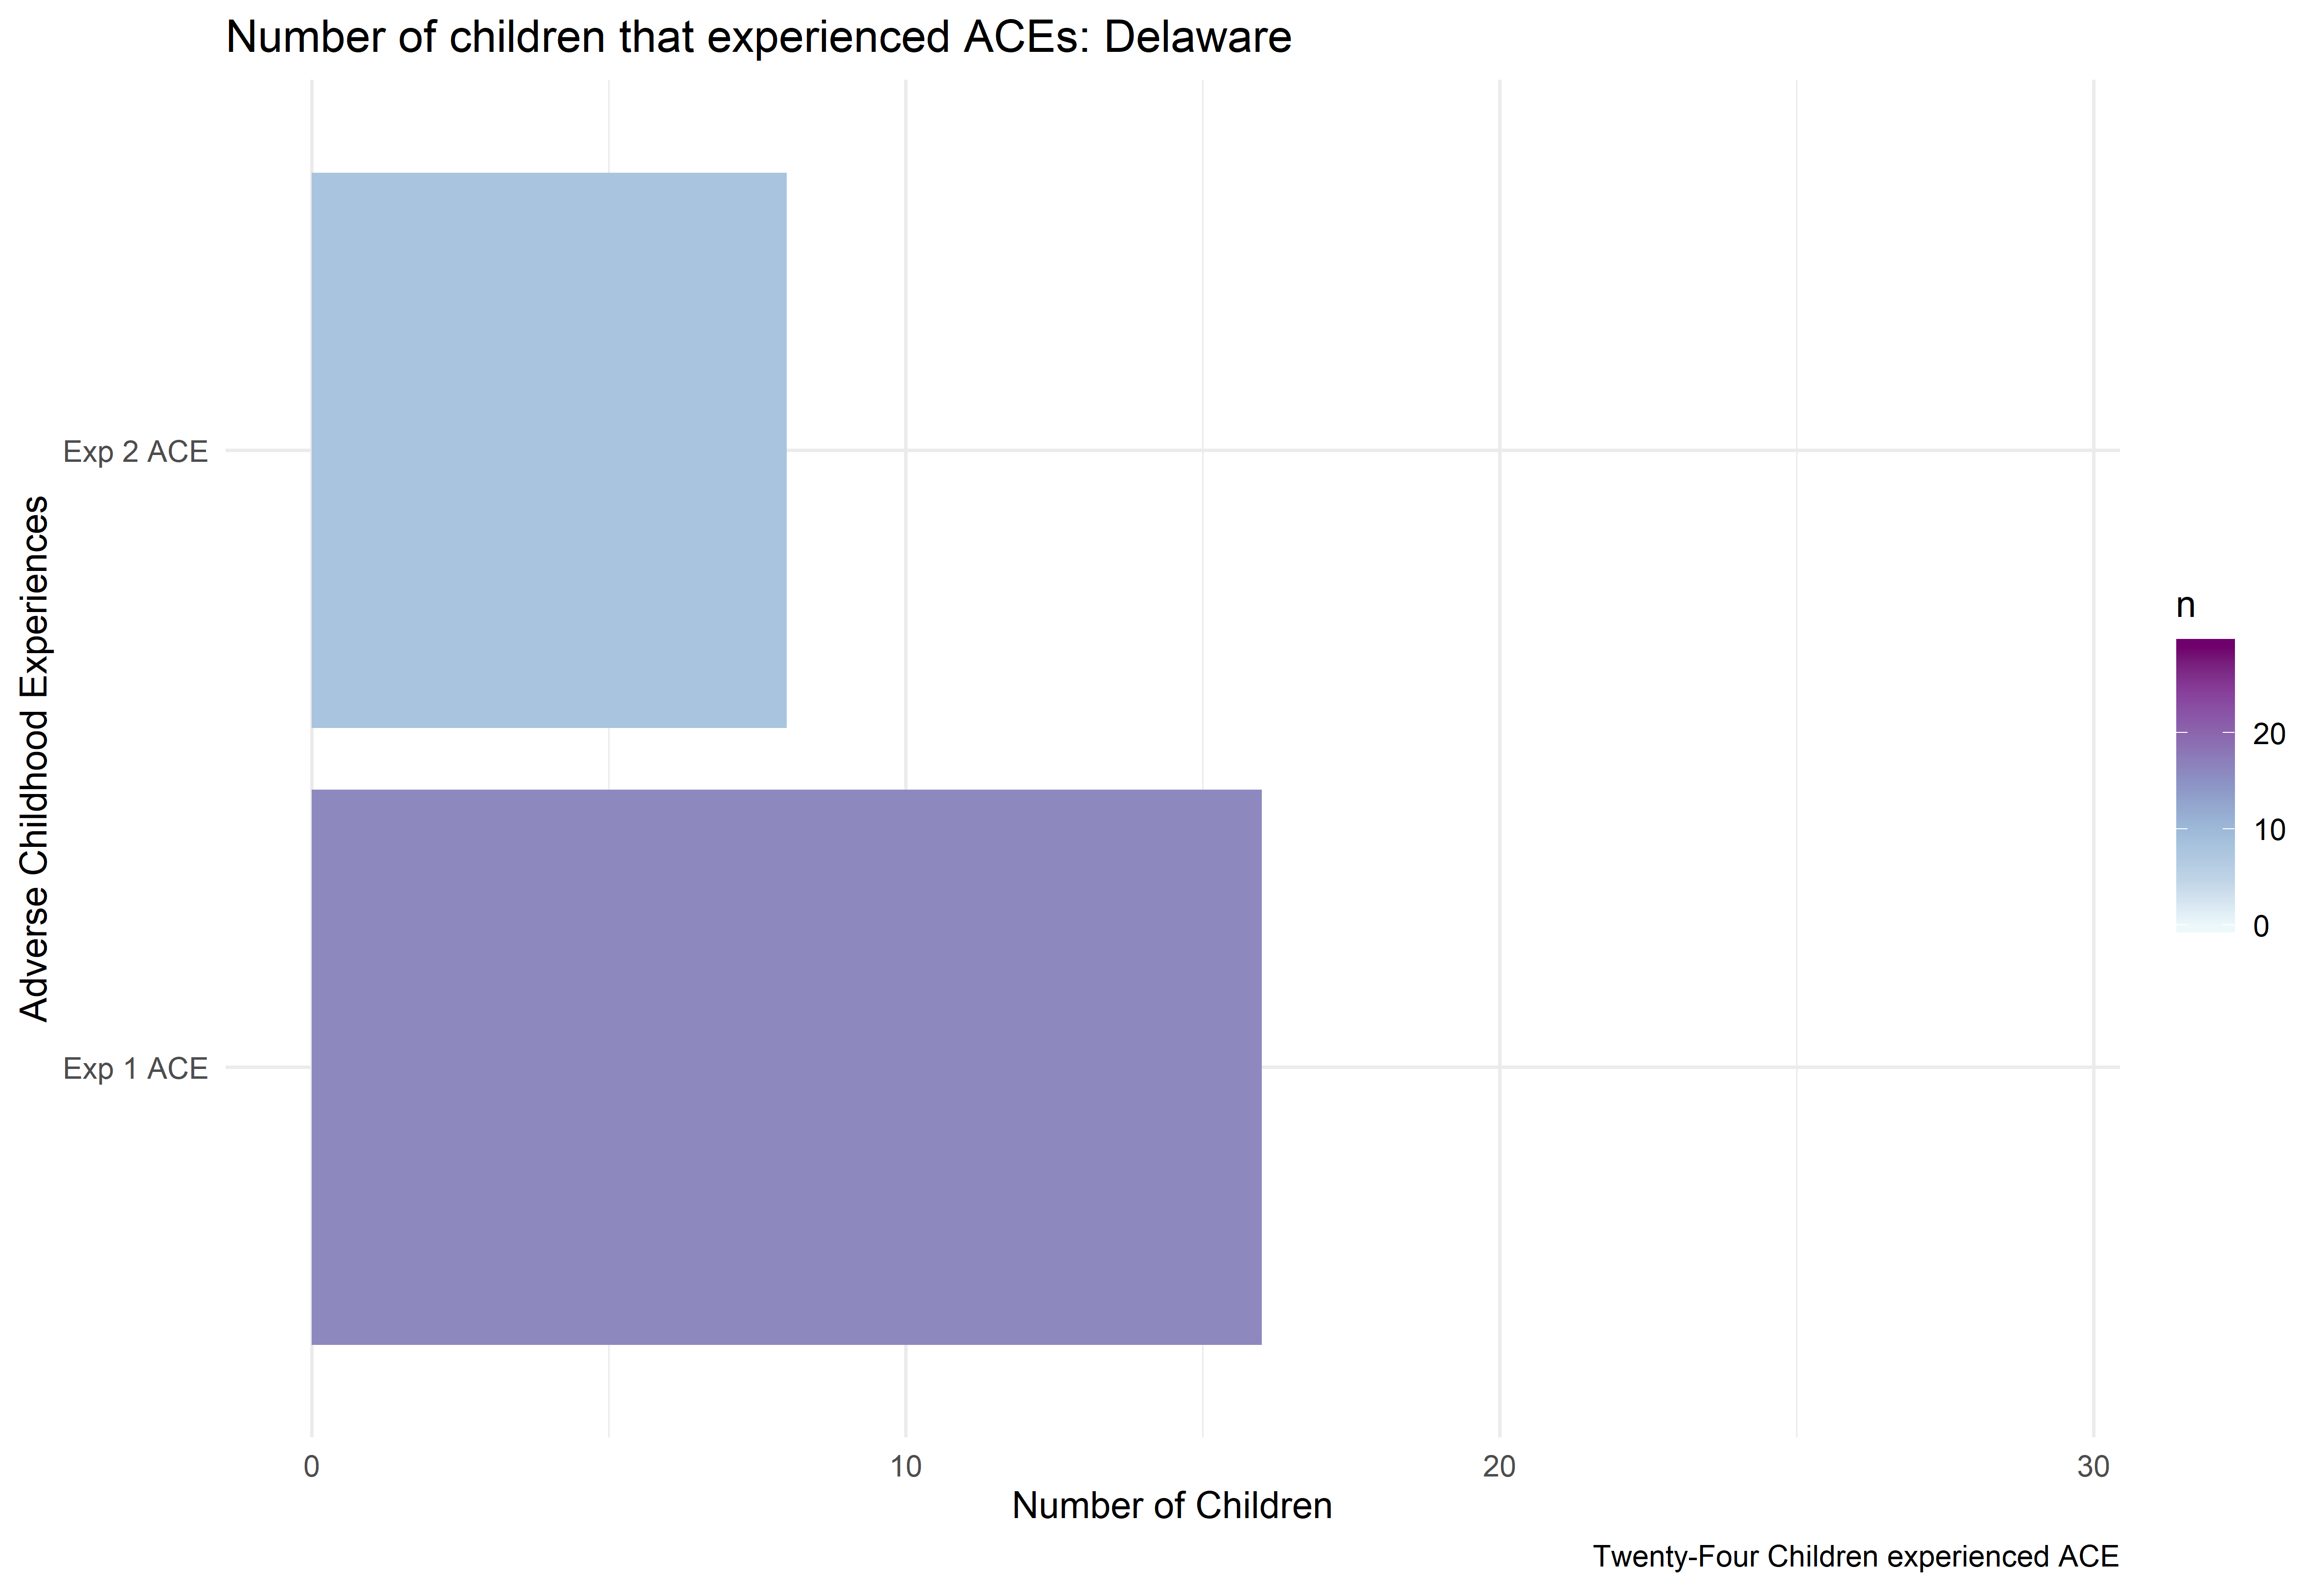 Number of children that experienced ACEs: Delaware
Adverse Childhood Experiences
Exp 2 ACE
Exp 1 ACE
0
10
20
30
Number of Children
n
20
10
0
Twenty-Four Children experienced ACE